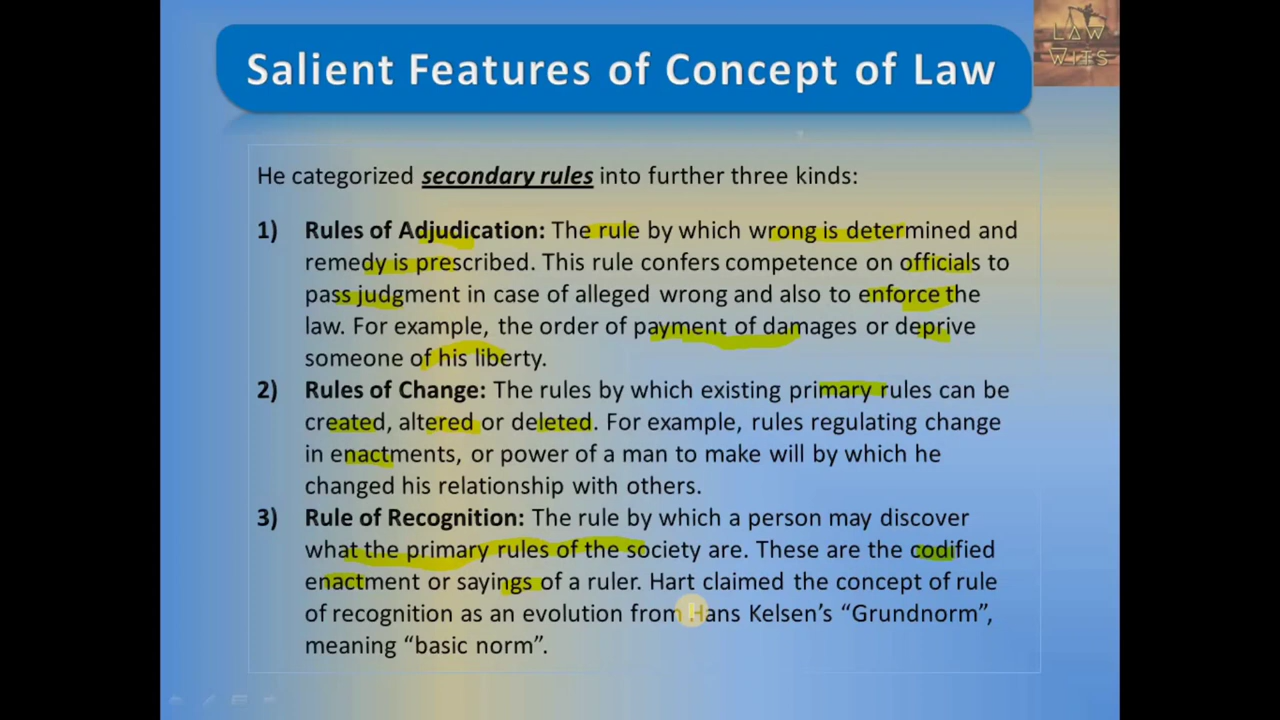 Salient Features of Concept of Law
LAW
WITS
He categorized secondary rules into further three kinds:
1) Rules of Adjudication: The rule by which wrong is determined and
remedy is prescribed. This rule confers competence on officials to
pass judgment in case of alleged wrong and also to enforce the
law. For example, the order of payment of damages or deprive
someone of his liberty.
2) Rules of Change: The rules by which existing primary rules can be
created, altered or deleted. For example, rules regulating change
in enactments, or power of a man to make will by which he
changed his relationship with others.
3) Rule of Recognition: The rule by which a person may discover
what the primary rules of the society are. These are the codified
enactment or sayings of a ruler. Hart claimed the concept of rule
of recognition as an evolution from Hans Kelsen’s “Grundnorm”,
meaning “basic norm”.